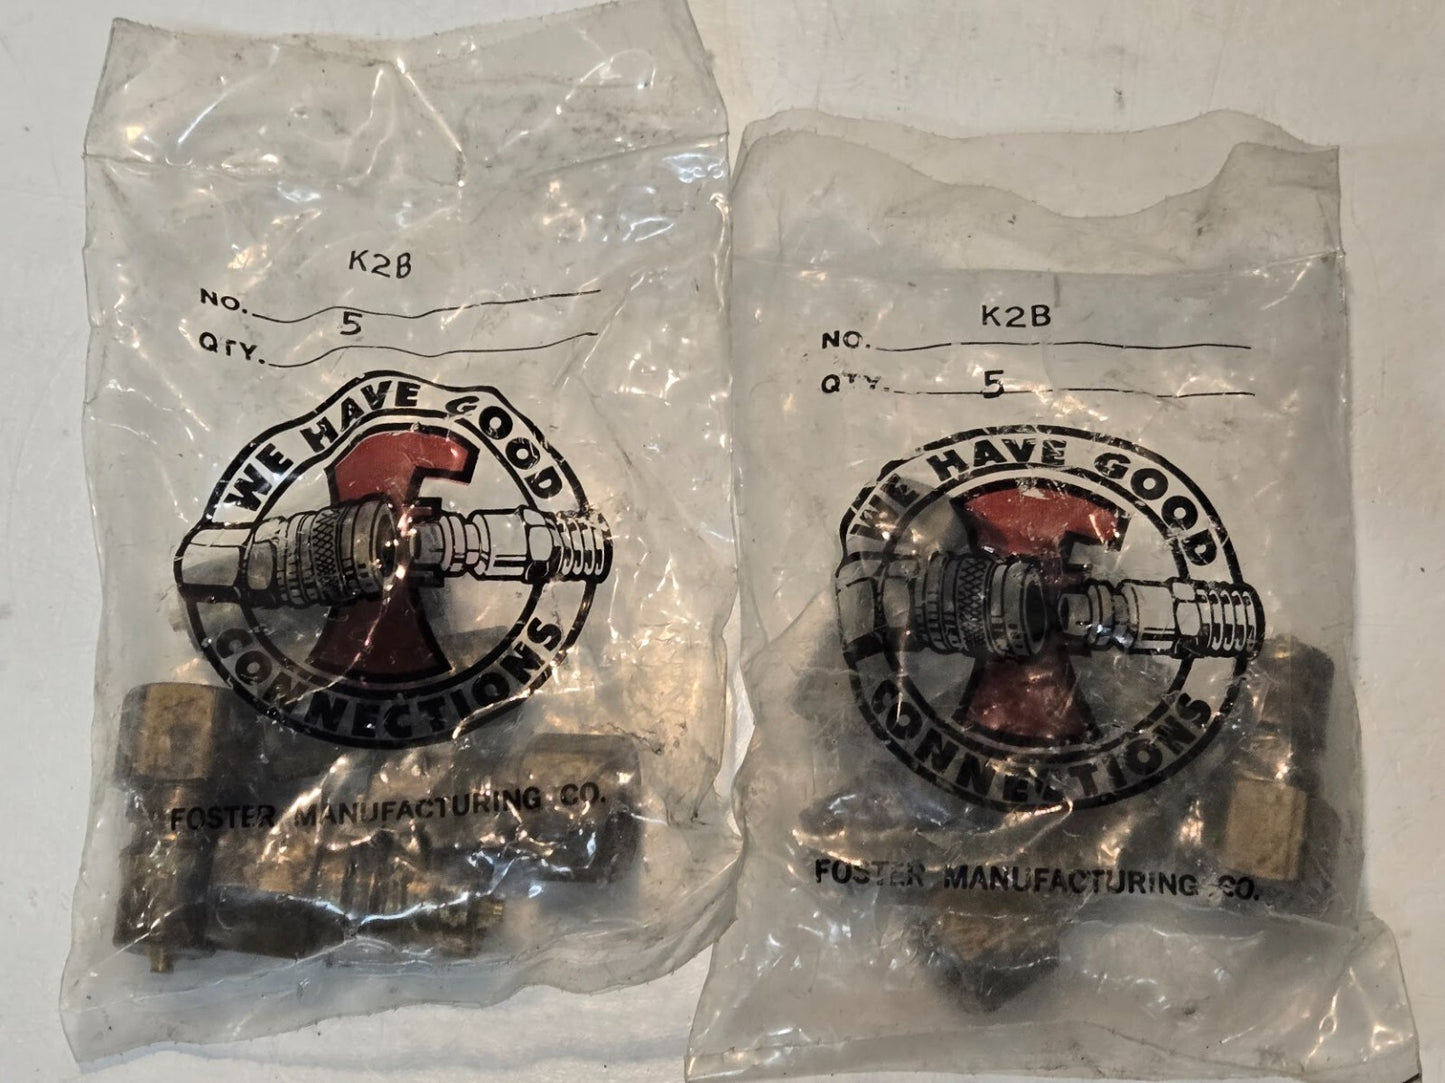 K2B
NO.
5
QTY.
WE HAVE GOOD
F
CONNECTIONS
FOSTER MANUFACTURING CO.
K2B
NO.
5
QTY.
WE HAVE GOOD
F
CONNECTIONS
FOSTER MANUFACTURING CO.